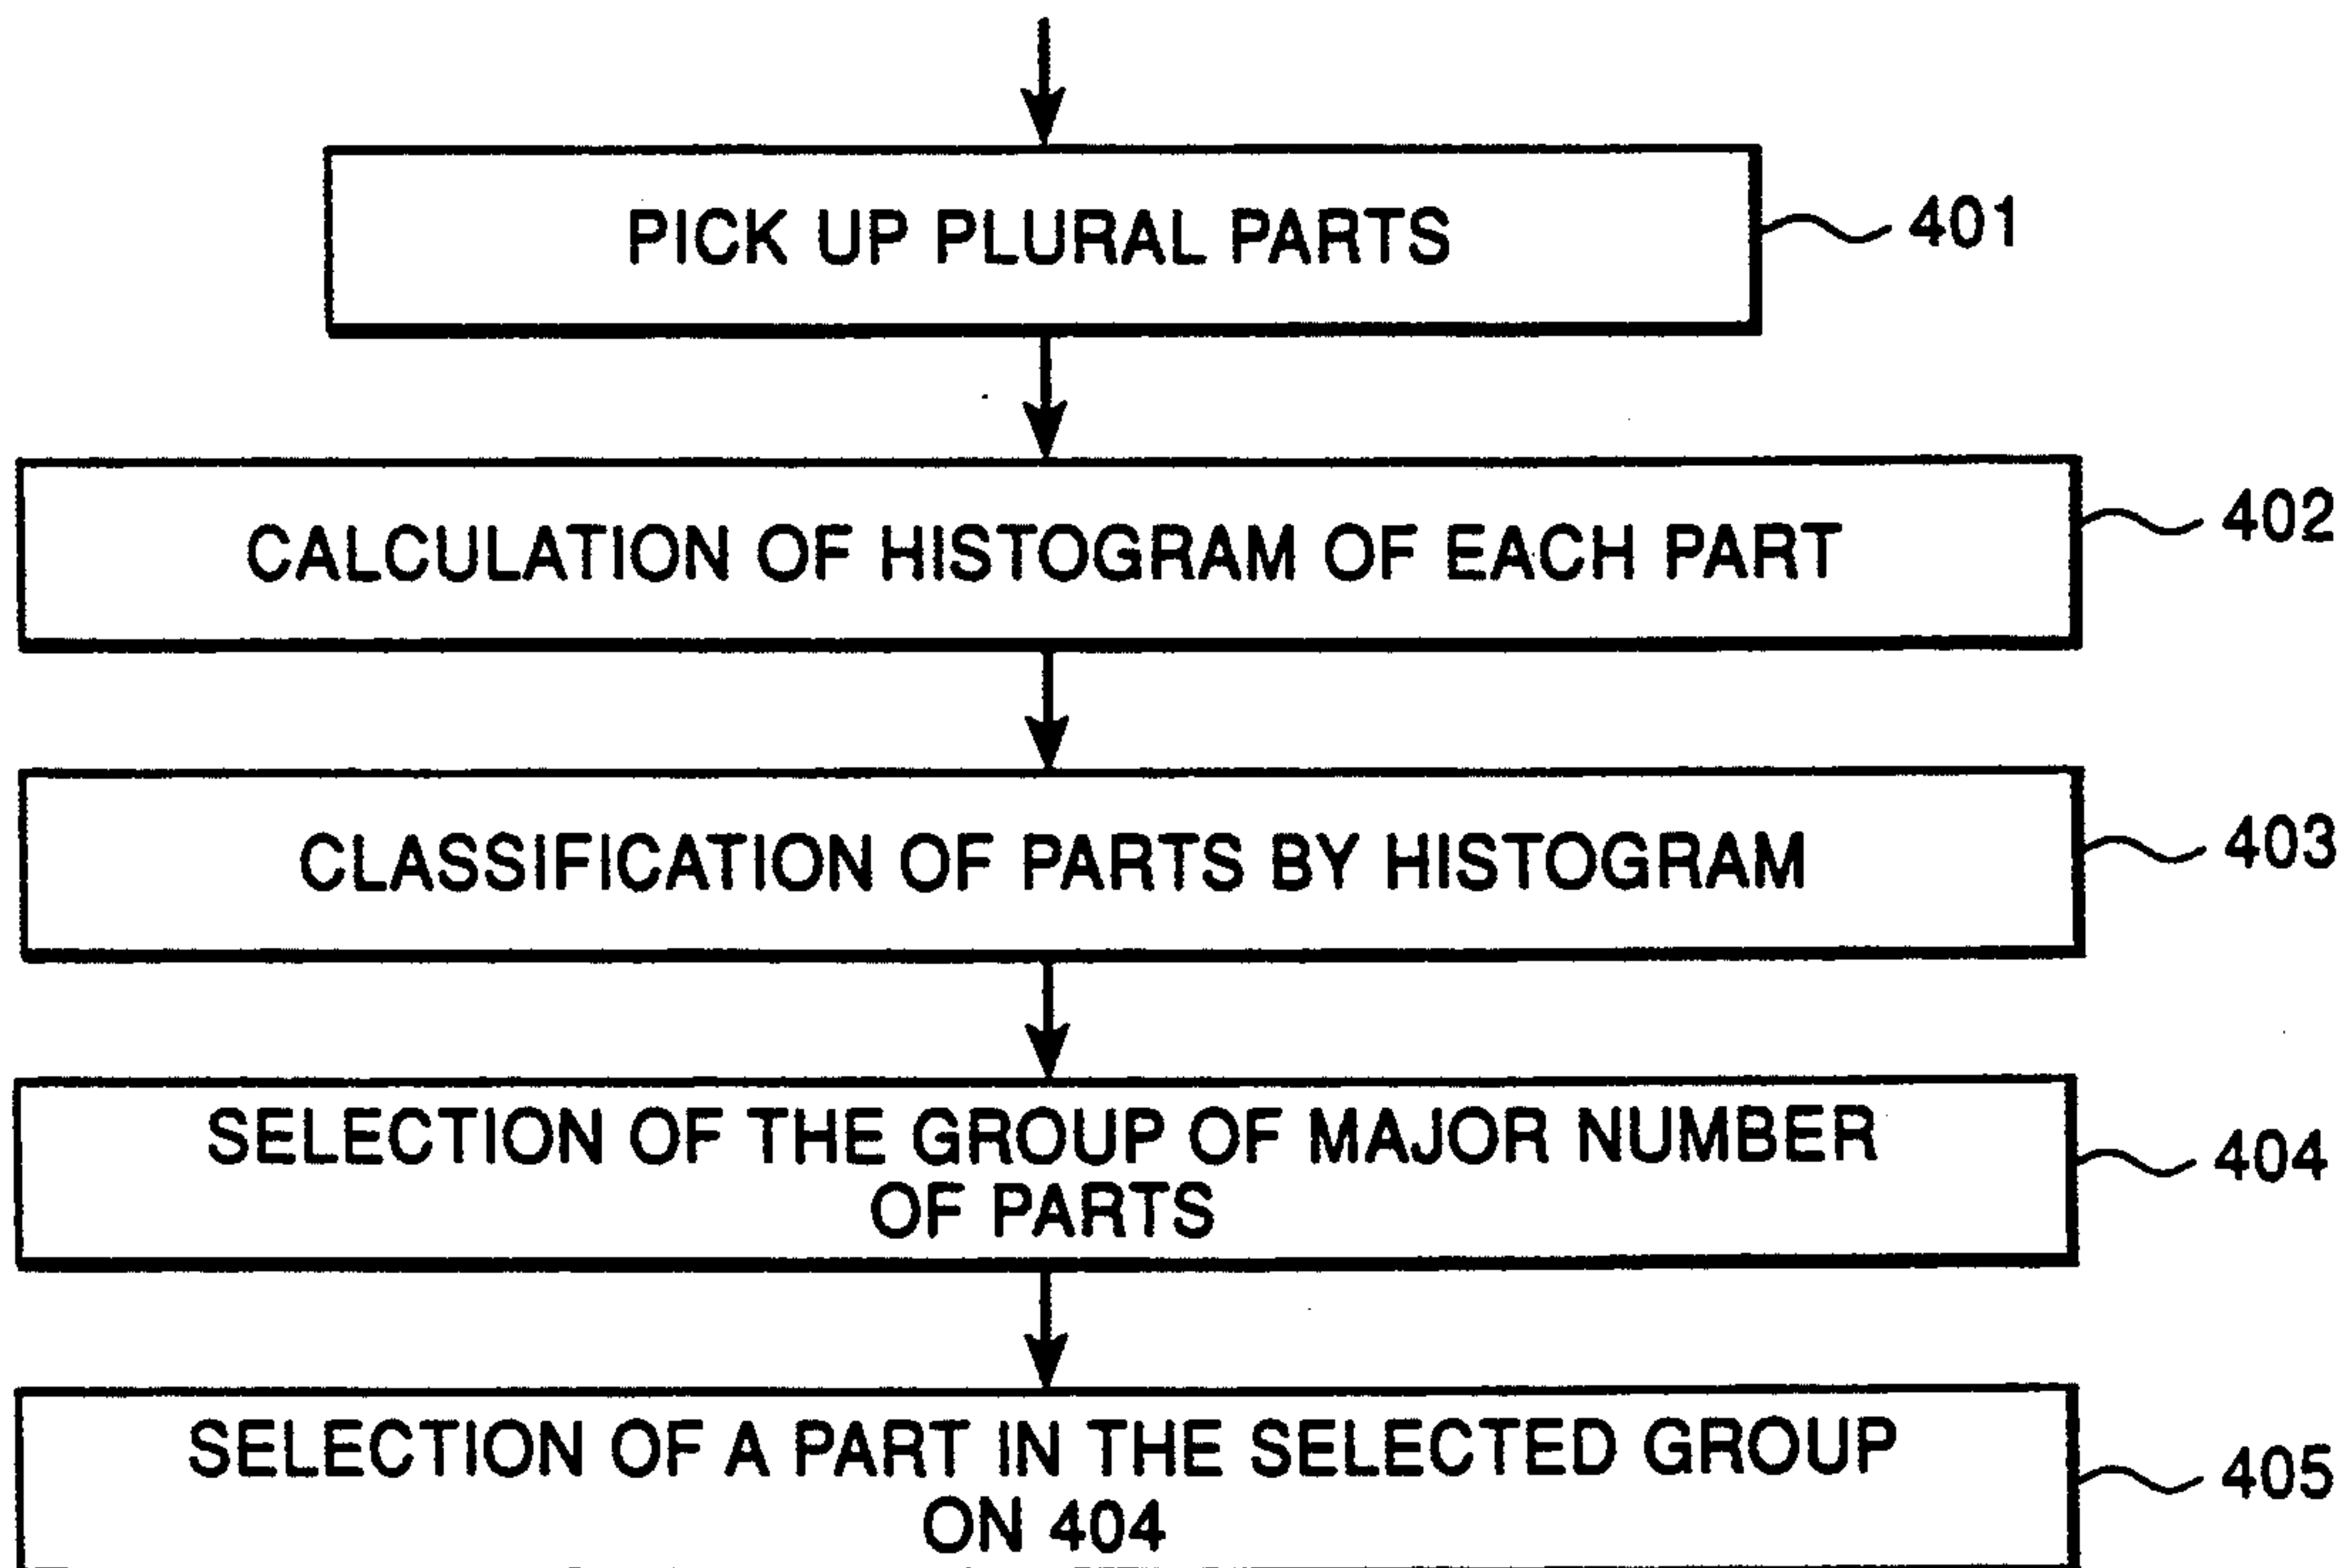 PICK UP PLURAL PARTS
401
CALCULATION OF HISTOGRAM OF EACH PART
402
CLASSIFICATION OF PARTS BY HISTOGRAM
403
SELECTION OF THE GROUP OF MAJOR NUMBER
OF PARTS
404
SELECTION OF A PART IN THE SELECTED GROUP
ON 404
405